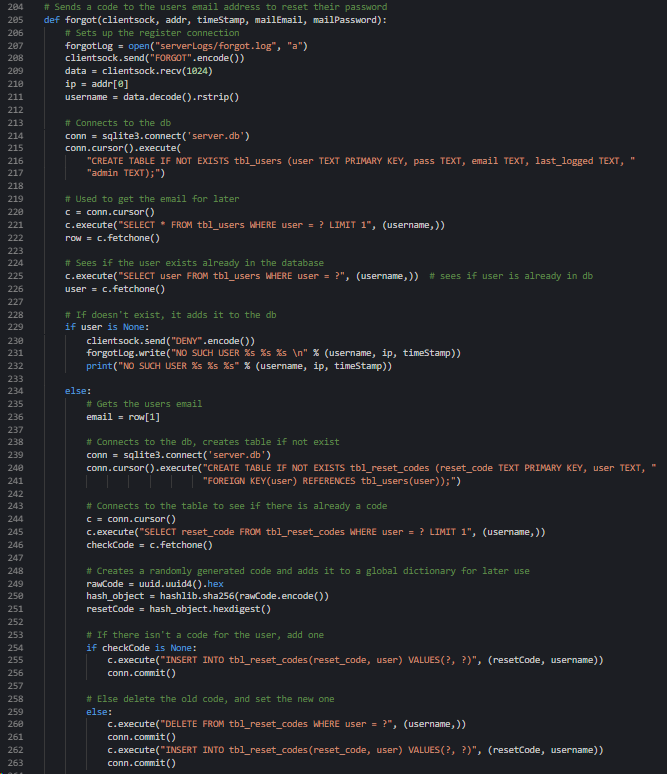 204 # Sends a code to the users email address to reset their password
205 def forgot(clientsock, addr, timeStamp, mailEmail, mailPassword):
206 # Sets up the register connection
207 forgotLog = open("serverLogs/forgot.log", "a")
208 clientsock.send("FORGOT".encode())
209 data = clientsock.recv(1024)
210 ip = addr[0]
211 username = data.decode().rstrip()
212
213 # Connects to the db
214 conn = sqlite3.connect('server.db')
215 conn.cursor().execute(
216 "CREATE TABLE IF NOT EXISTS tbl_users (user TEXT PRIMARY KEY, pass TEXT, email TEXT, last_logged TEXT, "
217 "admin TEXT);")
218
219 # Used to get the email for later
220 c = conn.cursor()
221 c.execute("SELECT * FROM tbl_users WHERE user = ? LIMIT 1", (username,))
222 row = c.fetchone()
223
224 # Sees if the user exists already in the database
225 c.execute("SELECT user FROM tbl_users WHERE user = ?", (username,)) # sees if user is already in db
226 user = c.fetchone()
227
228 # If doesn't exist, it adds it to the db
229 if user is None:
230 clientsock.send("DENY".encode())
231 forgotLog.write("NO SUCH USER %s %s %s \n" % (username, ip, timeStamp))
232 print("NO SUCH USER %s %s %s" % (username, ip, timeStamp))
233
234 else:
235 # Gets the users email
236 email = row[1]
237
238 # Connects to the db, creates table if not exist
239 conn = sqlite3.connect('server.db')
240 conn.cursor().execute("CREATE TABLE IF NOT EXISTS tbl_reset_codes (reset_code TEXT PRIMARY KEY, user TEXT, "
241 "FOREIGN KEY(user) REFERENCES tbl_users(user));")
242
243 # Connects to the table to see if there is already a code
244 c = conn.cursor()
245 c.execute("SELECT reset_code FROM tbl_reset_codes WHERE user = ? LIMIT 1", (username,))
246 checkCode = c.fetchone()
247
248 # Creates a randomly generated code and adds it to a global dictionary for later use
249 rawCode = uuid.uuid4().hex
250 hash_object = hashlib.sha256(rawCode.encode())
251 resetCode = hash_object.hexdigest()
252
253 # If there isn't a code for the user, add one
254 if checkCode is None:
255 c.execute("INSERT INTO tbl_reset_codes(reset_code, user) VALUES(?, ?)", (resetCode, username))
256 conn.commit()
257
258 # Else delete the old code, and set the new one
259 else:
260 c.execute("DELETE FROM tbl_reset_codes WHERE user = ?", (username,))
261 conn.commit()
262 c.execute("INSERT INTO tbl_reset_codes(reset_code, user) VALUES(?, ?)", (resetCode, username))
263 conn.commit()